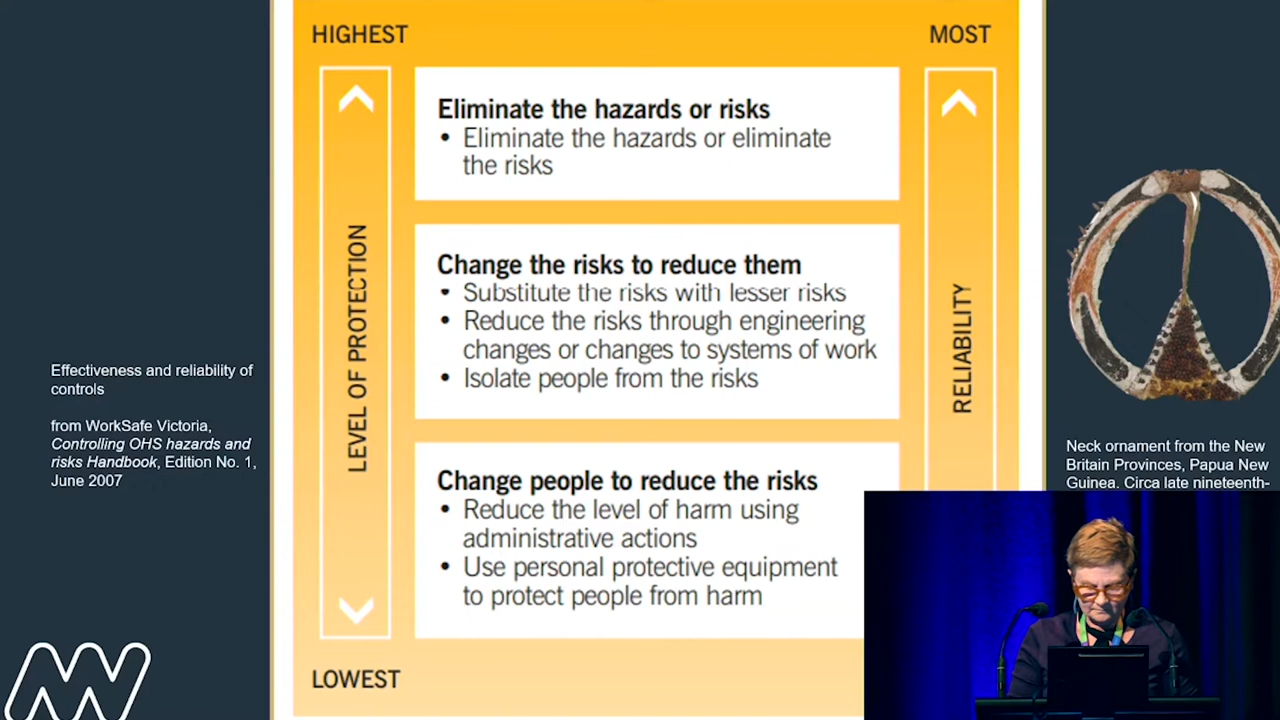 HIGHEST
MOST
Eliminate the hazards or risks
• Eliminate the hazards or eliminate
the risks
Change the risks to reduce them
• Substitute the risks with lesser risks
• Reduce the risks through engineering
changes or changes to systems of work
• Isolate people from the risks
Change people to reduce the risks
• Reduce the level of harm using
administrative actions
• Use personal protective equipment
to protect people from harm
LEVEL OF PROTECTION
RELIABILITY
LOWEST
Effectiveness and reliability of
controls
from WorkSafe Victoria,
Controlling OHS hazards and
risks Handbook, Edition No. 1,
June 2007
Neck ornament from the New
Britain Provinces, Papua New
Guinea. Circa late nineteenth-